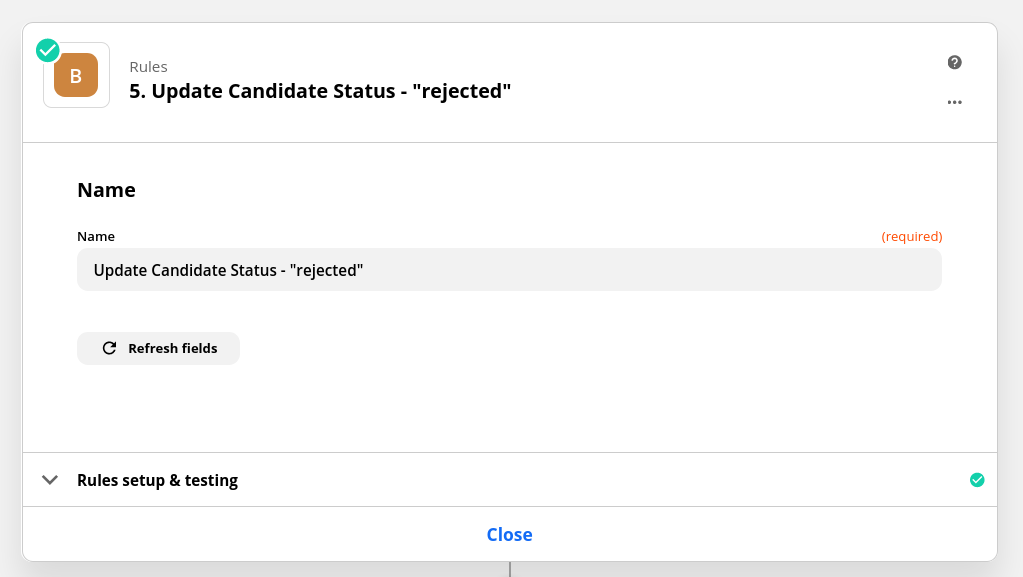 B
Rules
5. Update Candidate Status - "rejected"
Name
Name
(required)
Update Candidate Status - "rejected"
Refresh fields
Rules setup & testing
Close